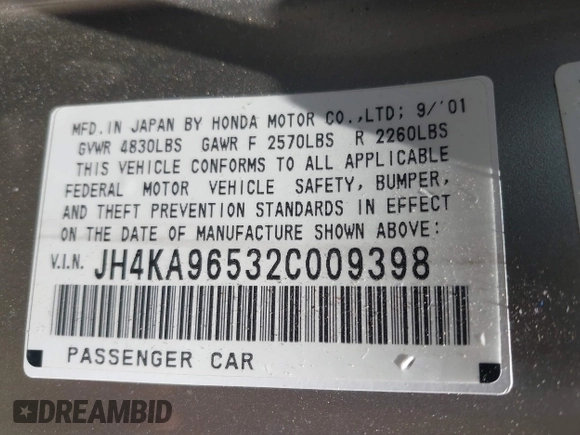 MFD. IN JAPAN BY HONDA MOTOR CO.,LTD; 9/'01
GVWR 4830LBS GAWR F 2570LBS R 2260LBS
THIS VEHICLE CONFORMS TO ALL APPLICABLE
FEDERAL MOTOR VEHICLE SAFETY, BUMPER,
AND THEFT PREVENTION STANDARDS IN EFFECT
ON THE DATE OF MANUFACTURE SHOWN ABOVE:
V.I.N. JH4KA96532C009398
PASSENGER CAR
DREAMBID